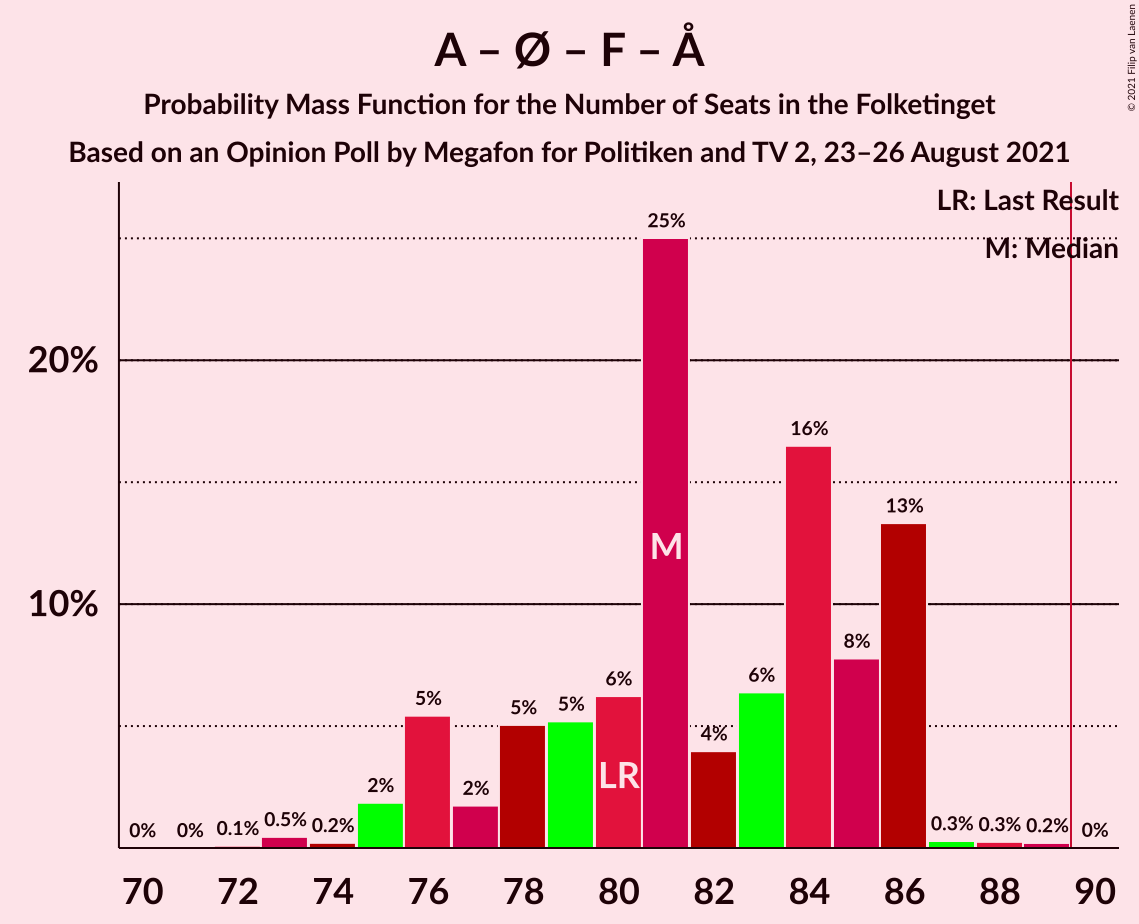 A – Ø – F – Å
Probability Mass Function for the Number of Seats in the Folketinget
Based on an Opinion Poll by Megafon for Politiken and TV 2, 23–26 August 2021
© 2021 Filip van Laenen
LR: Last Result
M: Median
20%
10%
0% 0% 0.1% 0.5% 0.2% 2% 5% 2% 5% 5% 6% 25% 4% 6% 16% 8% 13% 0.3% 0.3% 0.2% 0%
M
LR
70 72 74 76 78 80 82 84 86 88 90